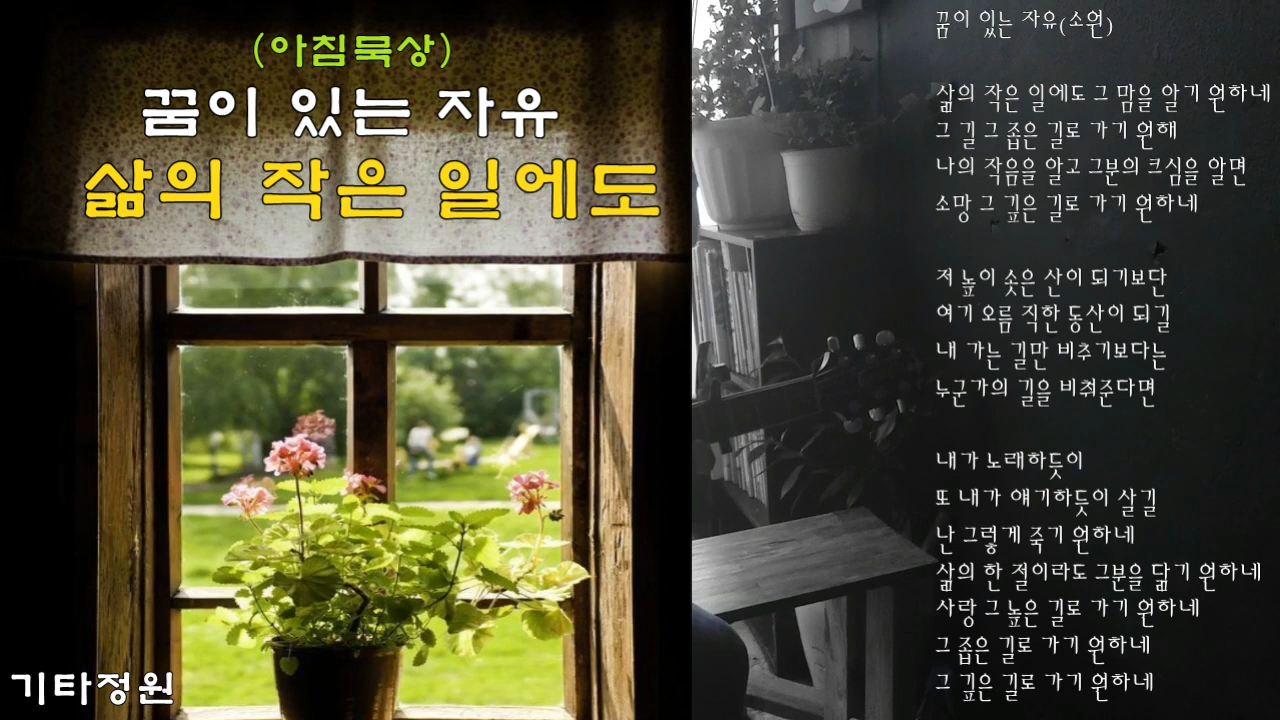 (아침묵상)
꿈이 있는 자유
삶의 작은 일에도
기타정원
꿈이 있는 자유(소원)
삶의 작은 일에도 그 맘을 알기 원하네
그 길 그 좁은 길로 가기 원해
나의 작음을 알고 그분의 크심을 알면
소망 그 깊은 길로 가기 원하네
저 높이 솟은 산이 되기보단
여기 오름 직한 동산이 되길
내 가는 길만 비추기보다는
누군가의 길을 비춰준다면
내가 노래하듯이
또 내가 얘기하듯이 살길
난 그렇게 죽기 원하네
삶의 한 절이라도 그분을 닮기 원하네
사랑 그 높은 길로 가기 원하네
그 좁은 길로 가기 원하네
그 깊은 길로 가기 원하네